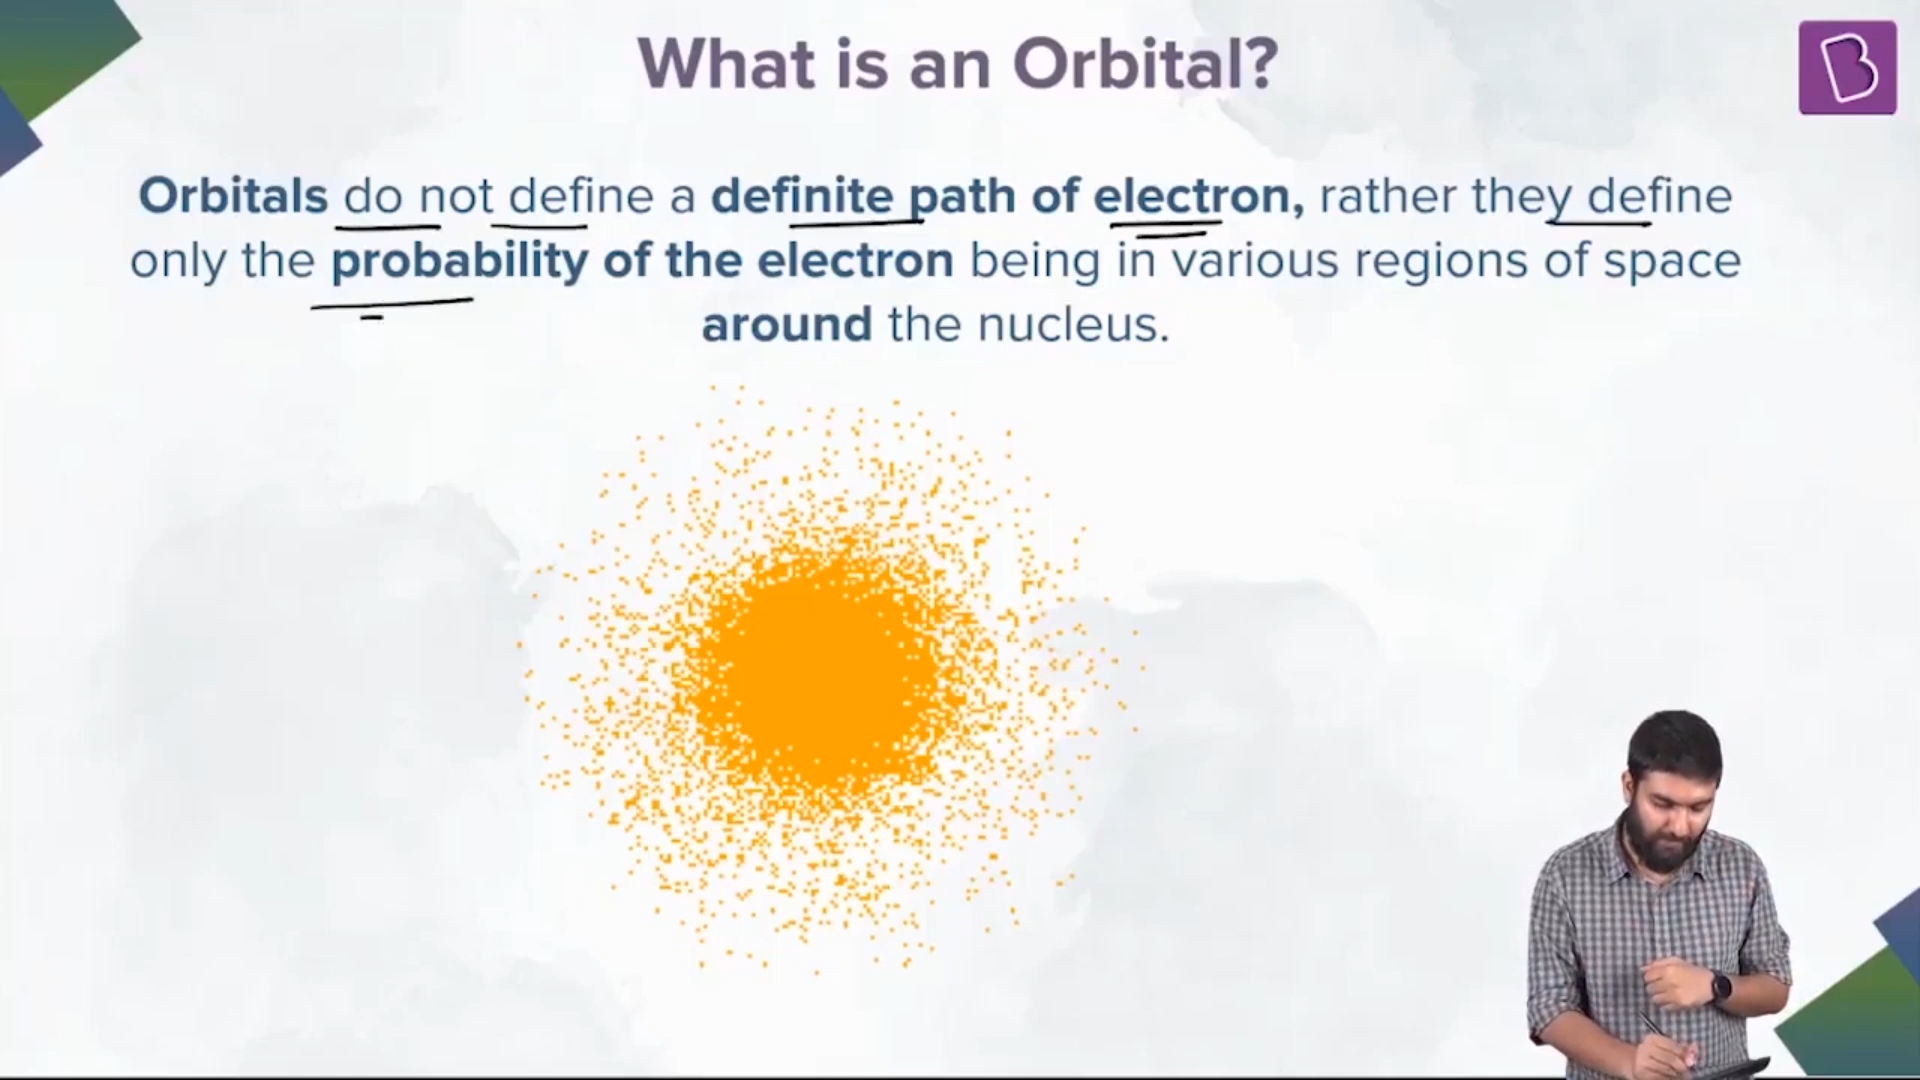 What is an Orbital?
B
Orbitals do not define a definite path of electron, rather they define
only the probability of the electron being in various regions of space
around the nucleus.